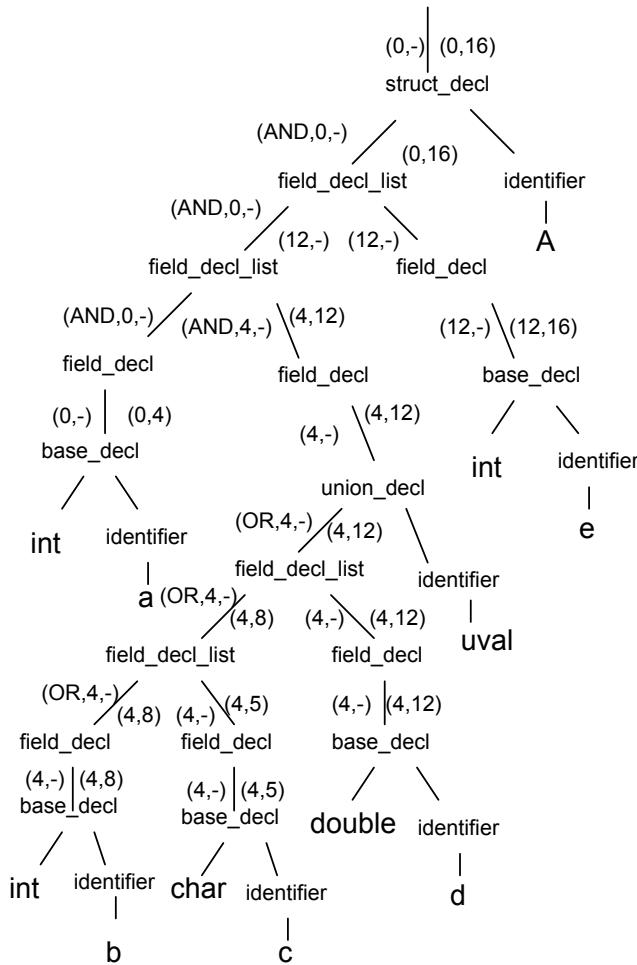 (0,-) (0,16)
struct_decl
(AND,0,-) (0,16)
field_decl_list identifier
(AND,0,-) (12,-) (12,-) A
field_decl_list field_decl
(AND,0,-) (AND,4,-) (4,12) (12,-) (12,16)
field_decl field_decl base_decl
(0,-) (0,4) (4,-) (4,12)
base_decl int identifier
union_decl e
int identifier (OR,4,-) (4,12)
a field_decl_list identifier
(OR,4,-) (4,8) (4,-) (4,12) uval
field_decl_list field_decl
(OR,4,-) (4,8) (4,-) (4,5) (4,-) (4,12)
field_decl field_decl base_decl
(4,-) (4,8) (4,-) (4,5)
base_decl base_decl double identifier
int identifier char identifier d
b c